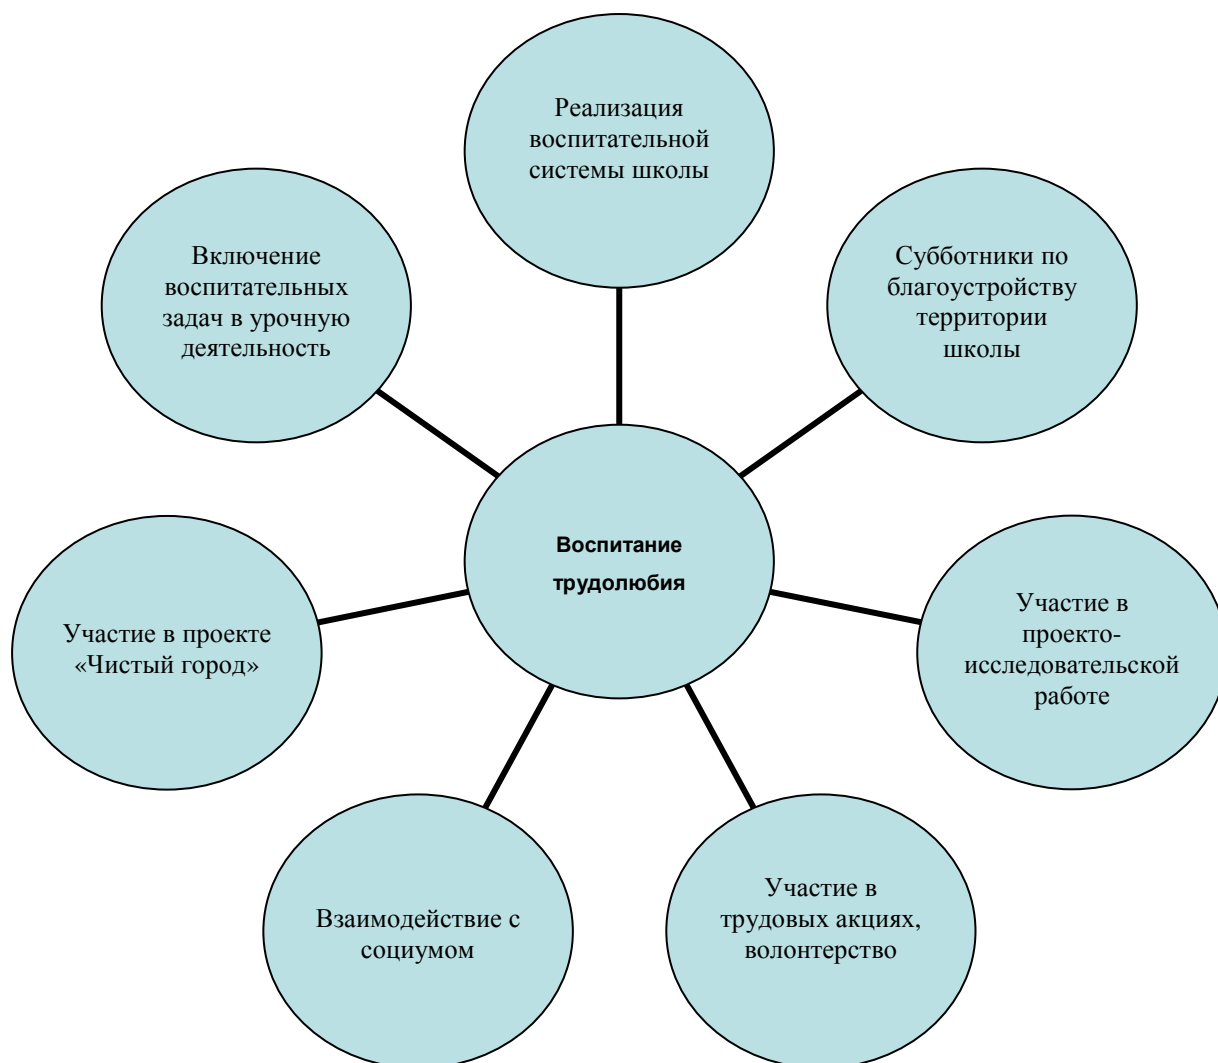 Реализация
воспитательной
системы школы
Включение
воспитательных
задач в урочную
деятельность
Субботники по
благоустройству
территории
школы
Воспитание
трудолюбия
Участие в проекте
«Чистый город»
Участие в
проекто-
исследовательской
работе
Взаимодействие с
социумом
Участие в
трудовых акциях,
волонтерство